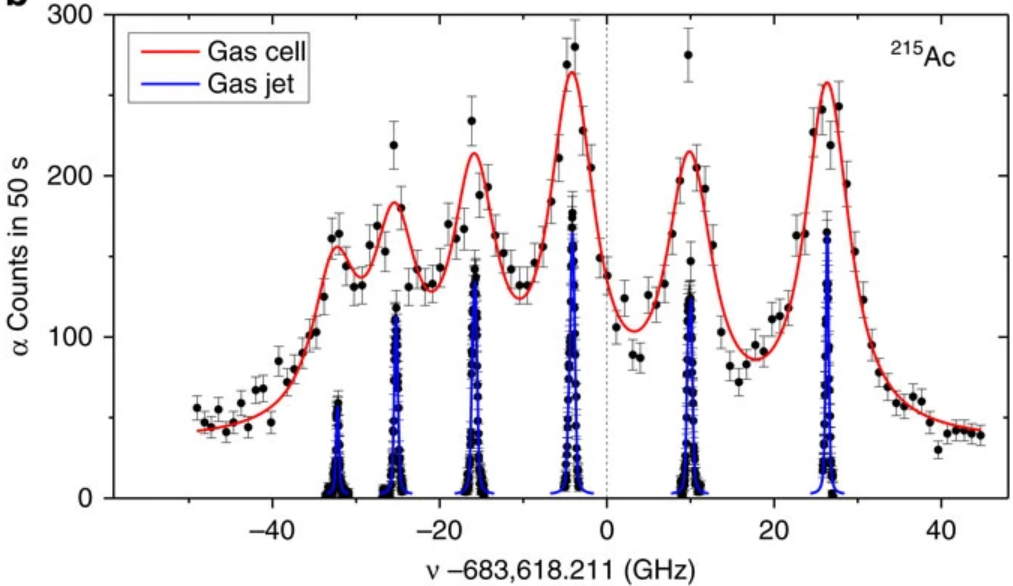 b
300
Gas cell
Gas jet
²¹⁵Ac
200
100
0
α Counts in 50 s
−40
−20
0
20
40
ν −683,618.211 (GHz)